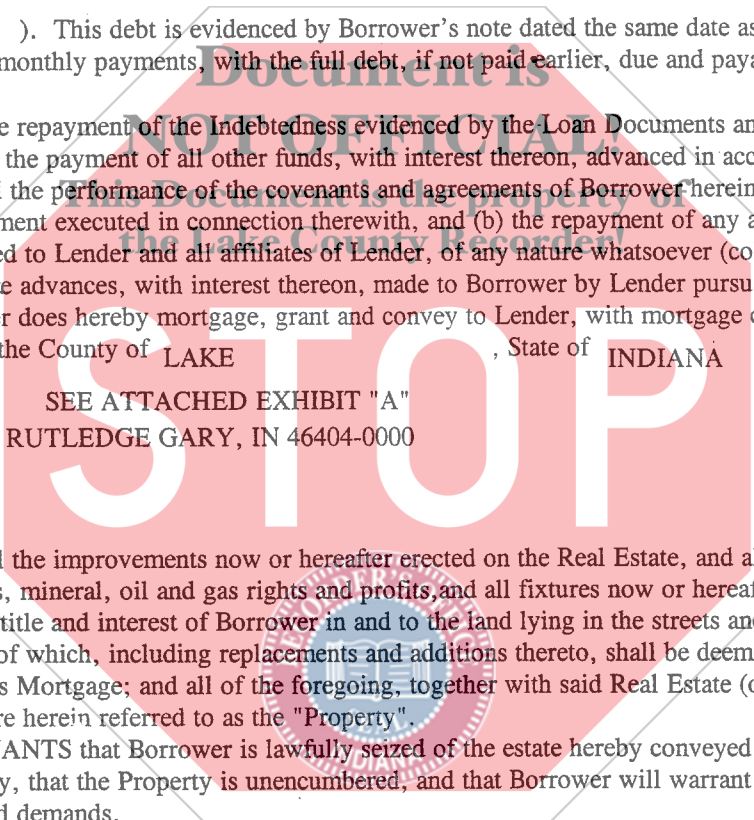 ). This debt is evidenced by Borrower's note dated the same date as
monthly payments, with the full debt, if not paid earlier, due and paya
Document is
e repayment of the Indebtedness evidenced by the Loan Documents an
NOT OFFICIAL!
the payment of all other funds, with interest thereon, advanced in acc
the performance of the covenants and agreements of Borrower herein
This Document is the property of
ment executed in connection therewith, and (b) the repayment of any a
the Lake County Recorder!
ed to Lender and all affiliates of Lender, of any nature whatsoever (co
e advances, with interest thereon, made to Borrower by Lender pursu
r does hereby mortgage, grant and convey to Lender, with mortgage c
the County of LAKE , State of INDIANA
STOP
SEE ATTACHED EXHIBIT "A"
RUTLEDGE GARY, IN 46404-0000
the improvements now or hereafter erected on the Real Estate, and al
s, mineral, oil and gas rights and profits,and all fixtures now or hereaf
title and interest of Borrower in and to the land lying in the streets and
of which, including replacements and additions thereto, shall be deem
s Mortgage; and all of the foregoing, together with said Real Estate (o
re herein referred to as the "Property".
ANTS that Borrower is lawfully seized of the estate hereby conveyed
y, that the Property is unencumbered, and that Borrower will warrant
d demands.
INDIANA